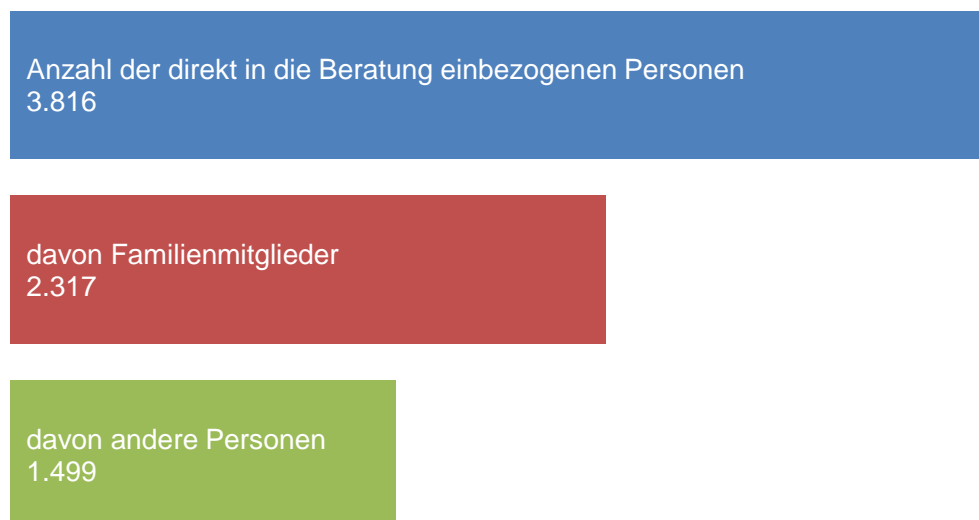 Anzahl der direkt in die Beratung einbezogenen Personen
3.816
davon Familienmitglieder
2.317
davon andere Personen
1.499